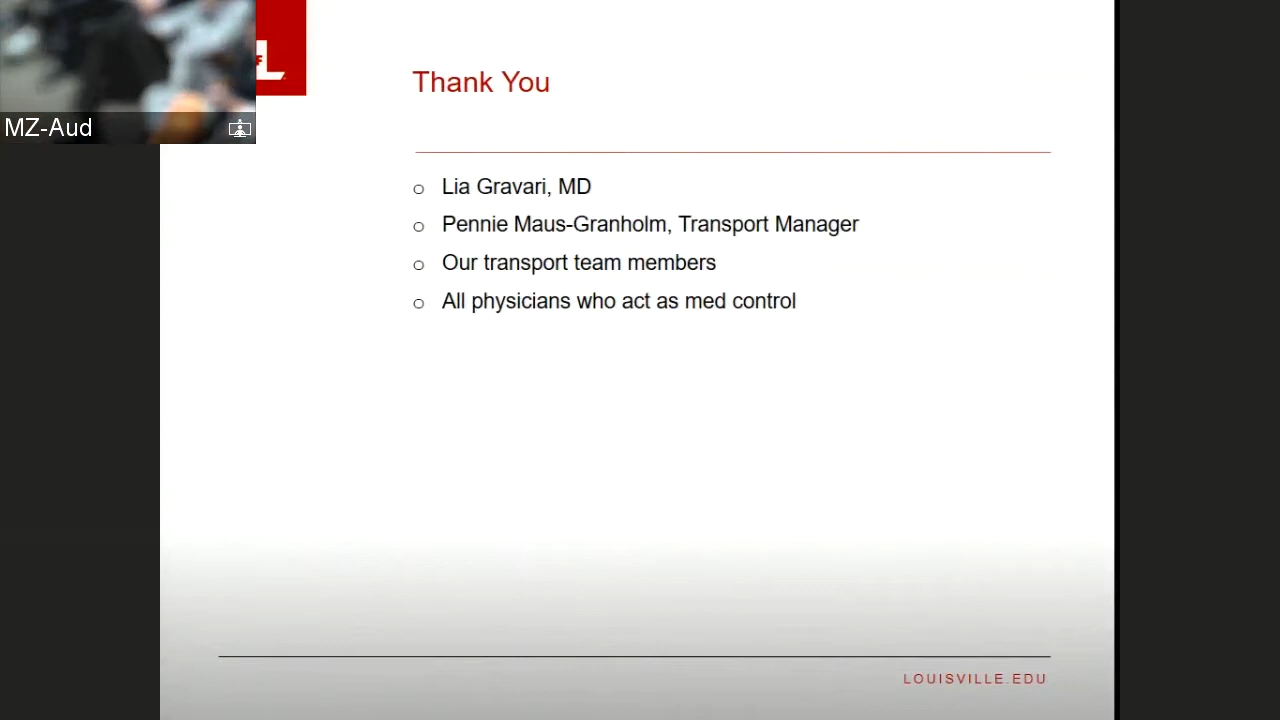 Thank You
MZ-Aud
Lia Gravari, MD
Pennie Maus-Granholm, Transport Manager
Our transport team members
All physicians who act as med control
LOUISVILLE.EDU